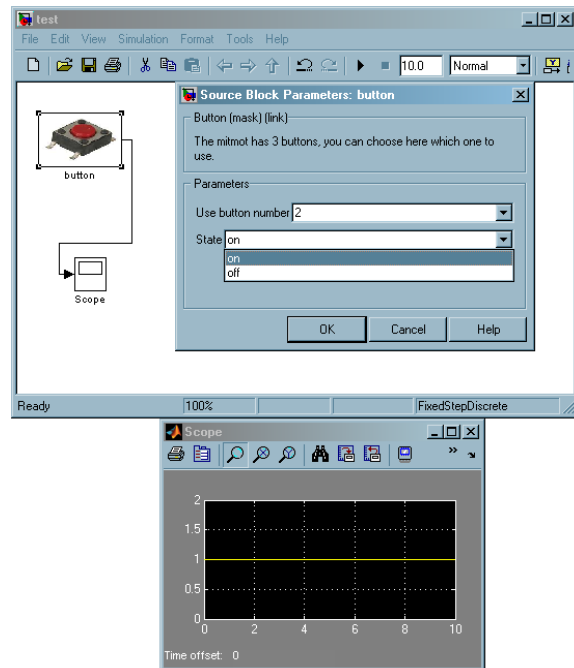 test
File Edit View Simulation Format Tools Help
10.0 Normal
button
Scope
Source Block Parameters: button
Button (mask) (link)
The mitmot has 3 buttons, you can choose here which one to
use.
Parameters
Use button number 2
State on
on
off
OK Cancel Help
Ready 100% FixedStepDiscrete
Scope
2
1.5
1
0.5
0
0 2 4 6 8 10
Time offset: 0